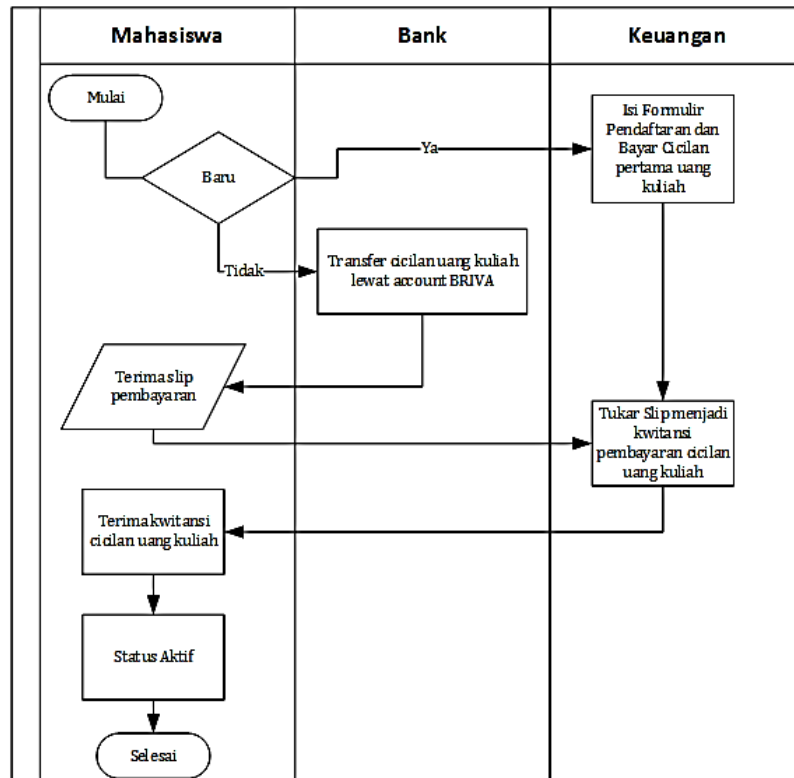 Mahasiswa
Bank
Keuangan
Mulai
Baru
Ya
Isi Formulir
Pendaftaran dan
Bayar Cicilan
pertama uang
kuliah
Tidak
Transfer cicilan uang kuliah
lewat account BRIVA
Terima slip
pembayaran
Tukar Slip menjadi
kwitansi
pembayaran cicilan
uang kuliah
Terima kwitansi
cicilan uang kuliah
Status Aktif
Selesai